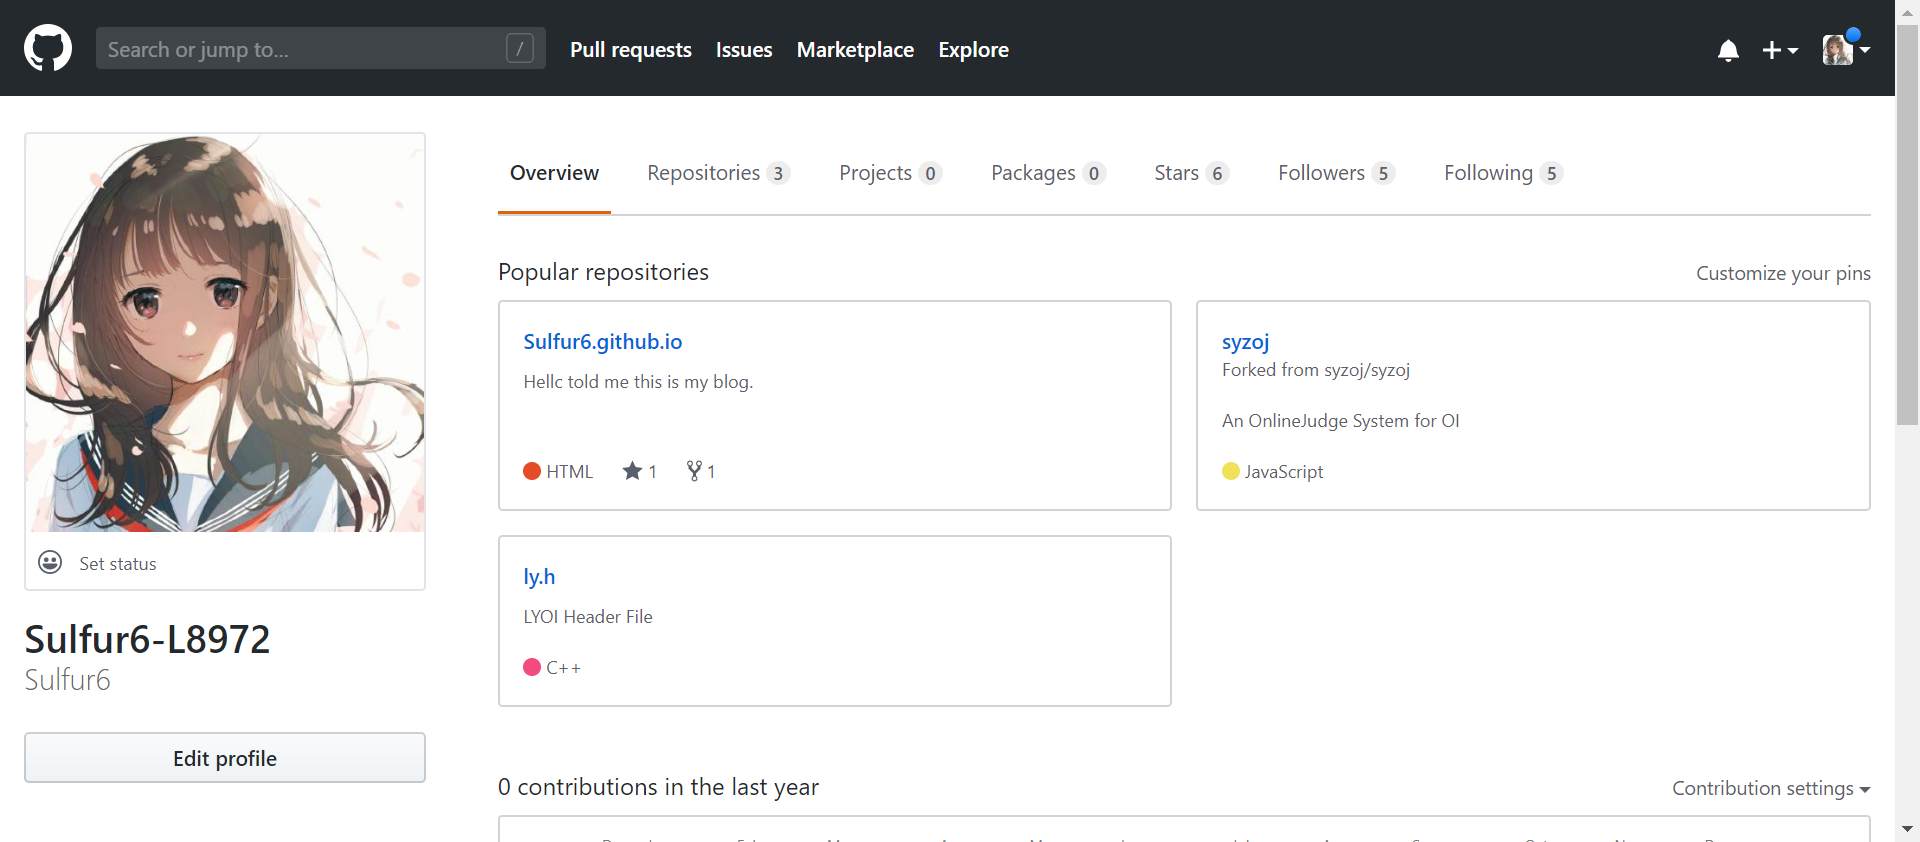 Search or jump to... /
Pull requests Issues Marketplace Explore
Overview Repositories 3 Projects 0 Packages 0 Stars 6 Followers 5 Following 5
Popular repositories Customize your pins
Sulfur6.github.io
Hellc told me this is my blog.
HTML 1 1
syzoj
Forked from syzoj/syzoj
An OnlineJudge System for OI
JavaScript
ly.h
LYOI Header File
C++
Set status
Sulfur6-L8972
Sulfur6
Edit profile
0 contributions in the last year Contribution settings